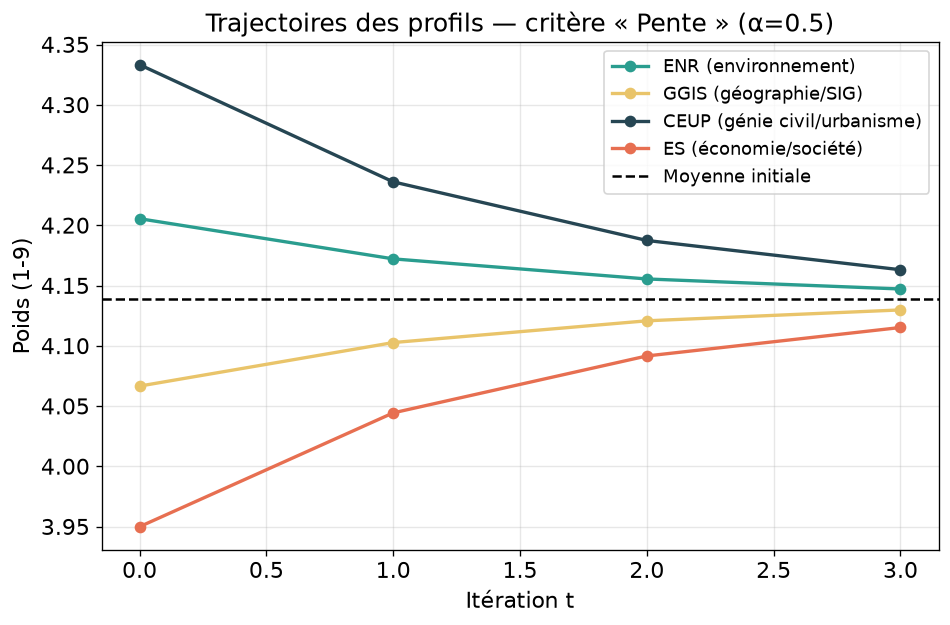 Trajectoires des profils — critère « Pente » (α=0.5)
4.35
4.30
4.25
4.20
4.15
4.10
4.05
4.00
3.95
Poids (1-9)
ENR (environnement)
GGIS (géographie/SIG)
CEUP (génie civil/urbanisme)
ES (économie/société)
Moyenne initiale
0.0 0.5 1.0 1.5 2.0 2.5 3.0
Itération t